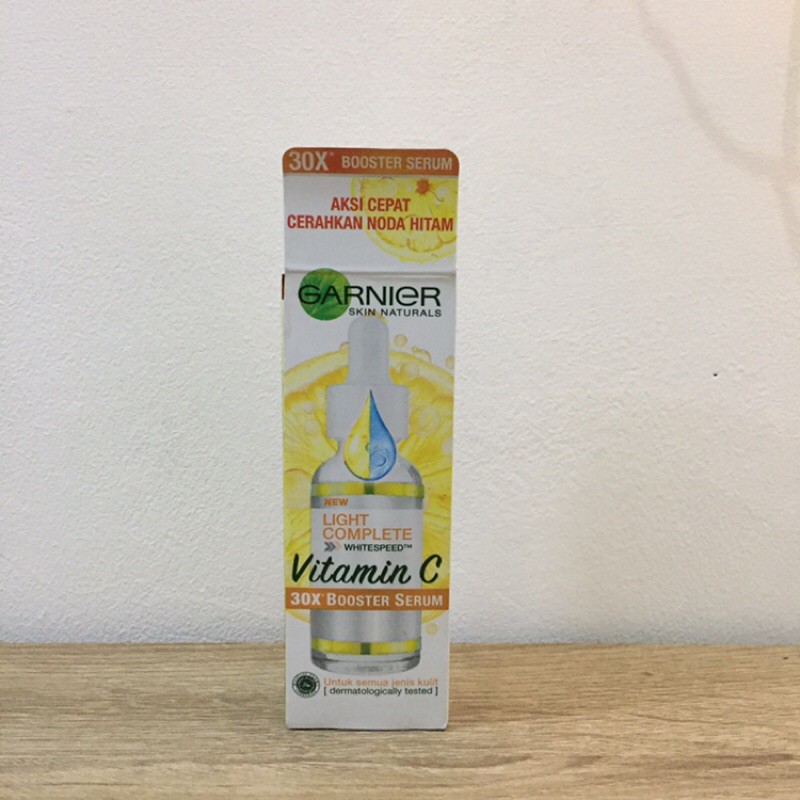 30X* BOOSTER SERUM
AKSI CEPAT
CERAHKAN NODA HITAM
GARNIER
SKIN NATURALS
NEW
LIGHT
COMPLETE
WHITESPEED™
Vitamin C
30X* BOOSTER SERUM
Untuk semua jenis kulit
[ dermatologically tested ]